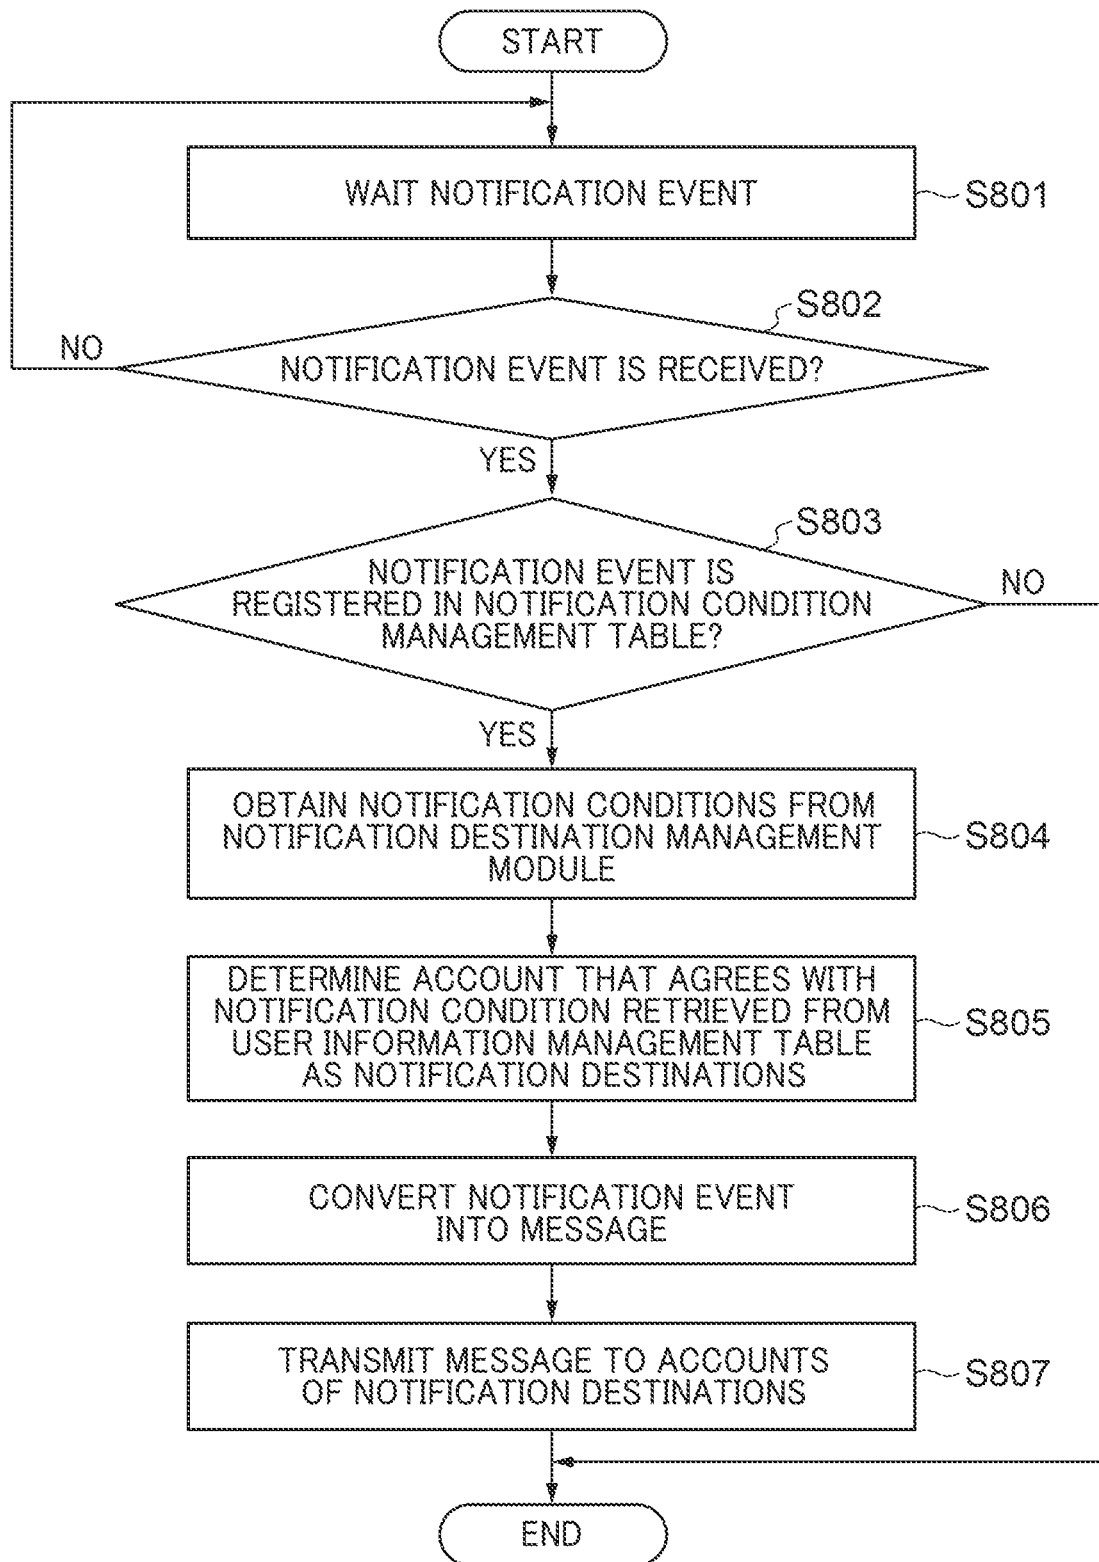 START
WAIT NOTIFICATION EVENT
S801
S802
NO
NOTIFICATION EVENT IS RECEIVED?
YES
S803
NOTIFICATION EVENT IS
REGISTERED IN NOTIFICATION CONDITION
MANAGEMENT TABLE?
NO
YES
OBTAIN NOTIFICATION CONDITIONS FROM
NOTIFICATION DESTINATION MANAGEMENT
MODULE
S804
DETERMINE ACCOUNT THAT AGREES WITH
NOTIFICATION CONDITION RETRIEVED FROM
USER INFORMATION MANAGEMENT TABLE
AS NOTIFICATION DESTINATIONS
S805
CONVERT NOTIFICATION EVENT
INTO MESSAGE
S806
TRANSMIT MESSAGE TO ACCOUNTS
OF NOTIFICATION DESTINATIONS
S807
END